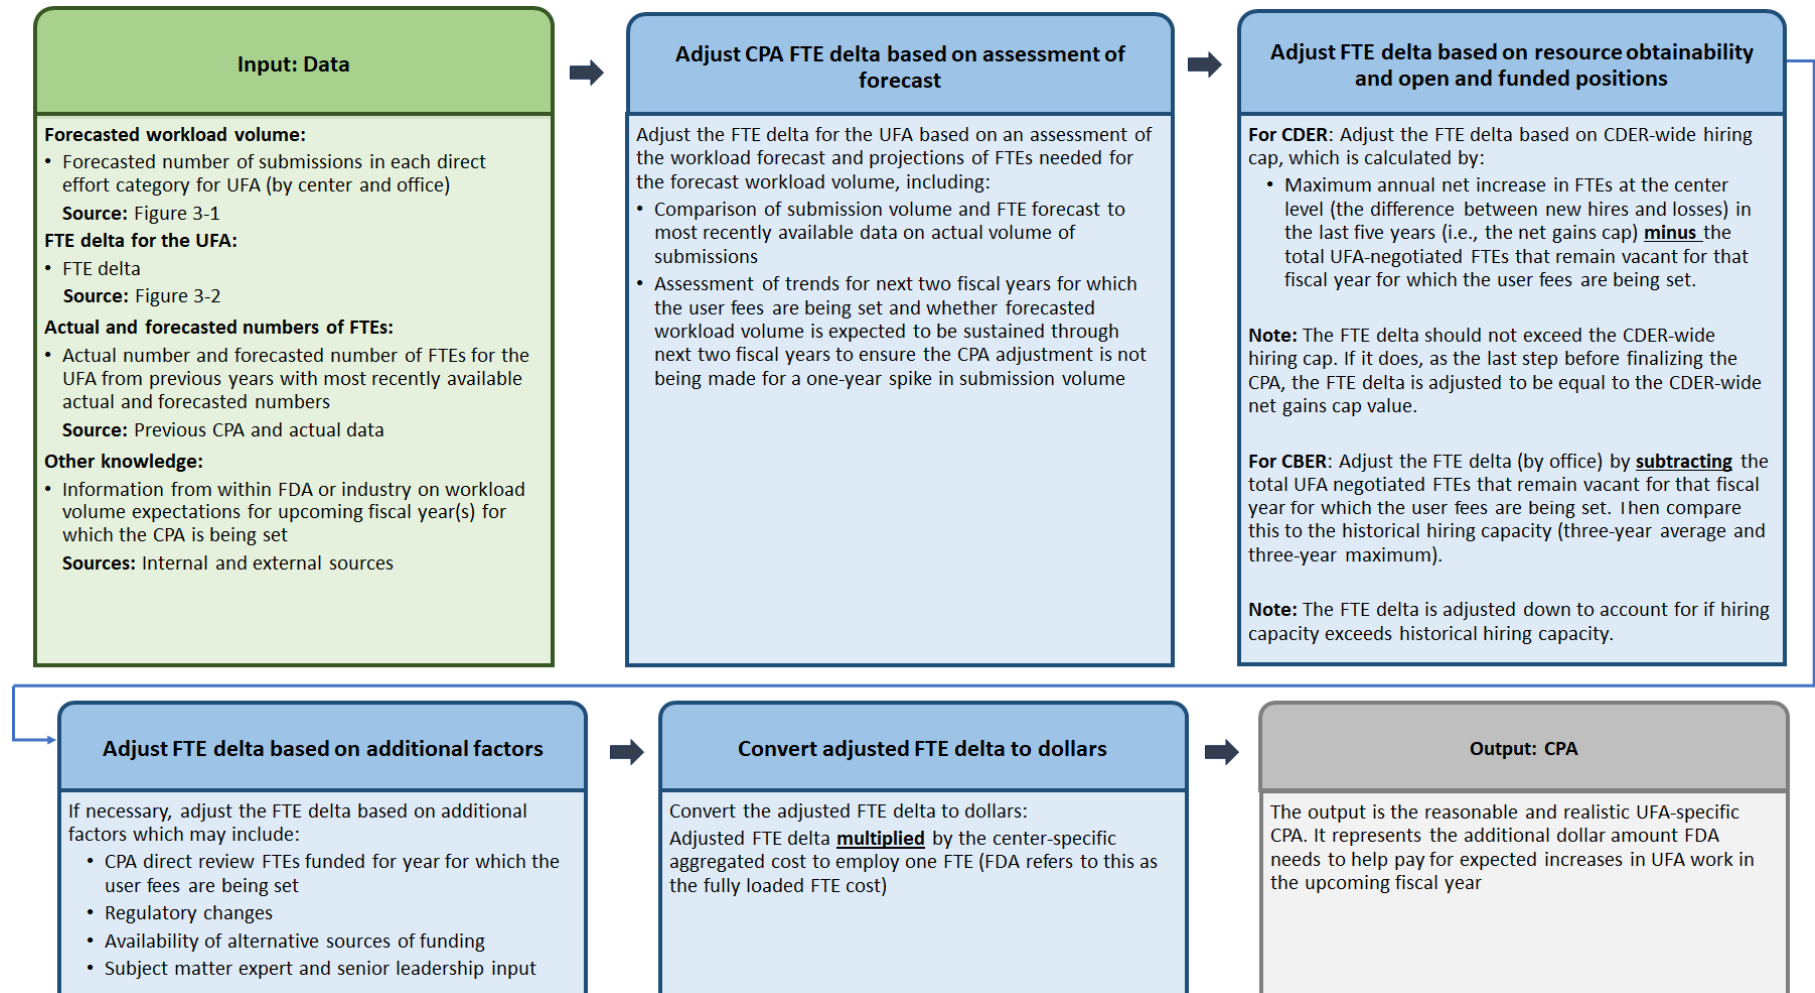 Input: Data
Forecasted workload volume:
• Forecasted number of submissions in each direct
effort category for UFA (by center and office)
Source: Figure 3-1
FTE delta for the UFA:
• FTE delta
Source: Figure 3-2
Actual and forecasted numbers of FTEs:
• Actual number and forecasted number of FTEs for the
UFA from previous years with most recently available
actual and forecasted numbers
Source: Previous CPA and actual data
Other knowledge:
• Information from within FDA or industry on workload
volume expectations for upcoming fiscal year(s) for
which the CPA is being set
Sources: Internal and external sources
Adjust CPA FTE delta based on assessment of
forecast
Adjust the FTE delta for the UFA based on an assessment of
the workload forecast and projections of FTEs needed for
the forecast workload volume, including:
• Comparison of submission volume and FTE forecast to
most recently available data on actual volume of
submissions
• Assessment of trends for next two fiscal years for which
the user fees are being set and whether forecasted
workload volume is expected to be sustained through
next two fiscal years to ensure the CPA adjustment is not
being made for a one-year spike in submission volume
Adjust FTE delta based on resource obtainability
and open and funded positions
For CDER: Adjust the FTE delta based on CDER-wide hiring
cap, which is calculated by:
• Maximum annual net increase in FTEs at the center
level (the difference between new hires and losses) in
the last five years (i.e., the net gains cap) minus the
total UFA-negotiated FTEs that remain vacant for that
fiscal year for which the user fees are being set.
Note: The FTE delta should not exceed the CDER-wide
hiring cap. If it does, as the last step before finalizing the
CPA, the FTE delta is adjusted to be equal to the CDER-wide
net gains cap value.
For CBER: Adjust the FTE delta (by office) by subtracting the
total UFA negotiated FTEs that remain vacant for that fiscal
year for which the user fees are being set. Then compare
this to the historical hiring capacity (three-year average and
three-year maximum).
Note: The FTE delta is adjusted down to account for if hiring
capacity exceeds historical hiring capacity.
Adjust FTE delta based on additional factors
If necessary, adjust the FTE delta based on additional
factors which may include:
• CPA direct review FTEs funded for year for which the
user fees are being set
• Regulatory changes
• Availability of alternative sources of funding
• Subject matter expert and senior leadership input
Convert adjusted FTE delta to dollars
Convert the adjusted FTE delta to dollars:
Adjusted FTE delta multiplied by the center-specific
aggregated cost to employ one FTE (FDA refers to this as
the fully loaded FTE cost)
Output: CPA
The output is the reasonable and realistic UFA-specific
CPA. It represents the additional dollar amount FDA
needs to help pay for expected increases in UFA work in
the upcoming fiscal year